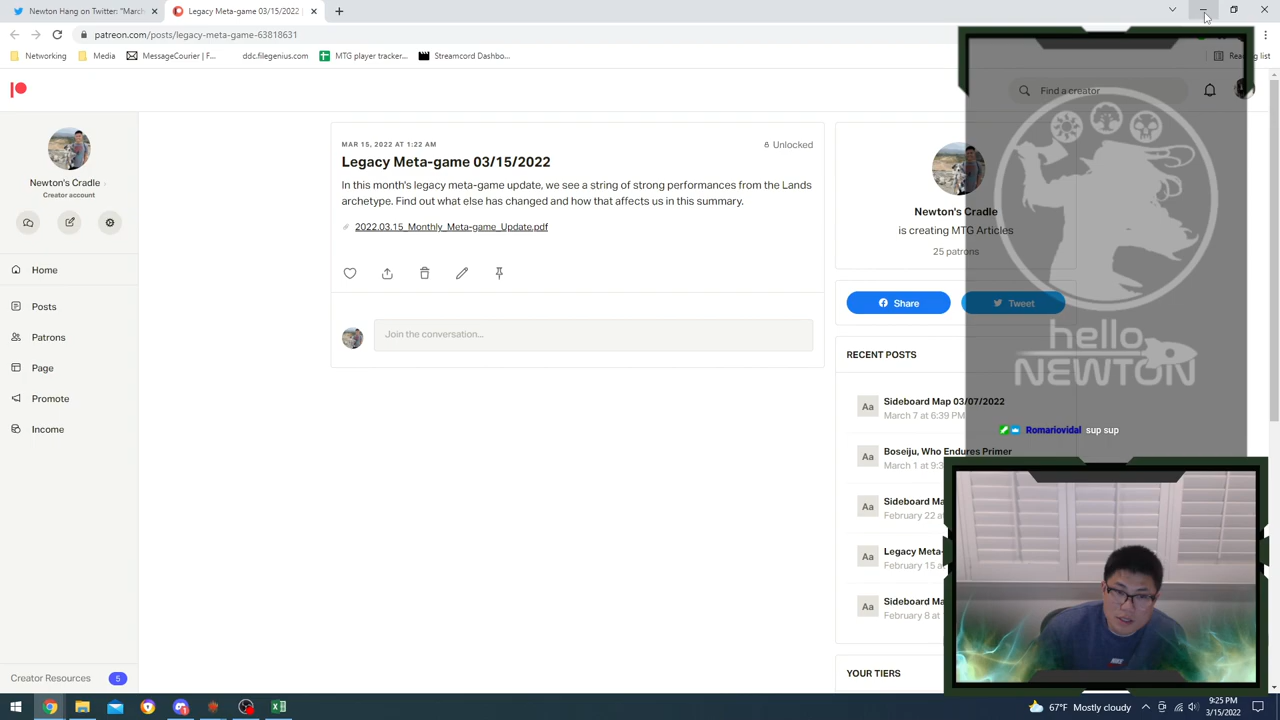 Newton Hang on Twitter: "March
Legacy Meta-game 03/15/2022 |
patreon.com/posts/legacy-meta-game-63818631
Networking
Media
MessageCourier | F...
ddc.filegenius.com
MTG player tracker...
Streamcord Dashbo...
Reading list
Find a creator
Newton's Cradle
Creator account
Home
Posts
Patrons
Page
Promote
Income
Creator Resources
5
MAR 15, 2022 AT 1:22 AM
Unlocked
Legacy Meta-game 03/15/2022
In this month's legacy meta-game update, we see a string of strong performances from the Lands
archetype. Find out what else has changed and how that affects us in this summary.
2022.03.15_Monthly_Meta-game_Update.pdf
Join the conversation...
Newton's Cradle
is creating MTG Articles
25 patrons
Share
Tweet
RECENT POSTS
Aa
Sideboard Map 03/07/2022
March 7 at 6:39 PM
Aa
Boseiju, Who Endures Primer
March 1 at 9:3
Aa
Sideboard Ma
February 22 a
Aa
Legacy Meta-
February 15 a
Aa
Sideboard Ma
February 8 at
YOUR TIERS
hello
NEWTON
Romariovidal sup sup
NIKE
67°F Mostly cloudy
9:25 PM
3/15/2022